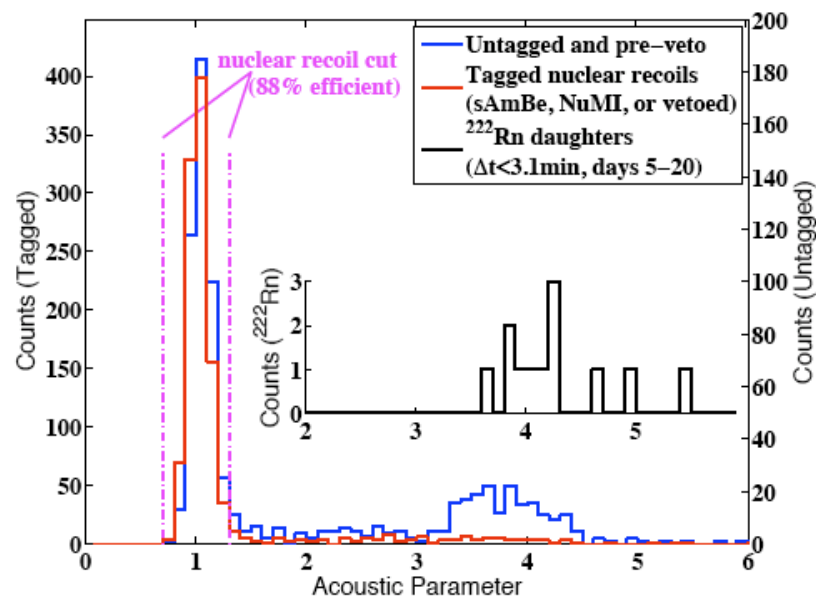 nuclear recoil cut
(88% efficient)
Untagged and pre−veto
Tagged nuclear recoils
(sAmBe, NuMI, or vetoed)
²²²Rn daughters
(Δt<3.1min, days 5−20)
Counts (Tagged)
400
350
300
250
200
150
100
50
0
Counts (Untagged)
200
180
160
140
120
100
80
60
40
20
0
Counts (²²²Rn)
3
2
1
0
2 3 4 5
0 1 2 3 4 5 6
Acoustic Parameter